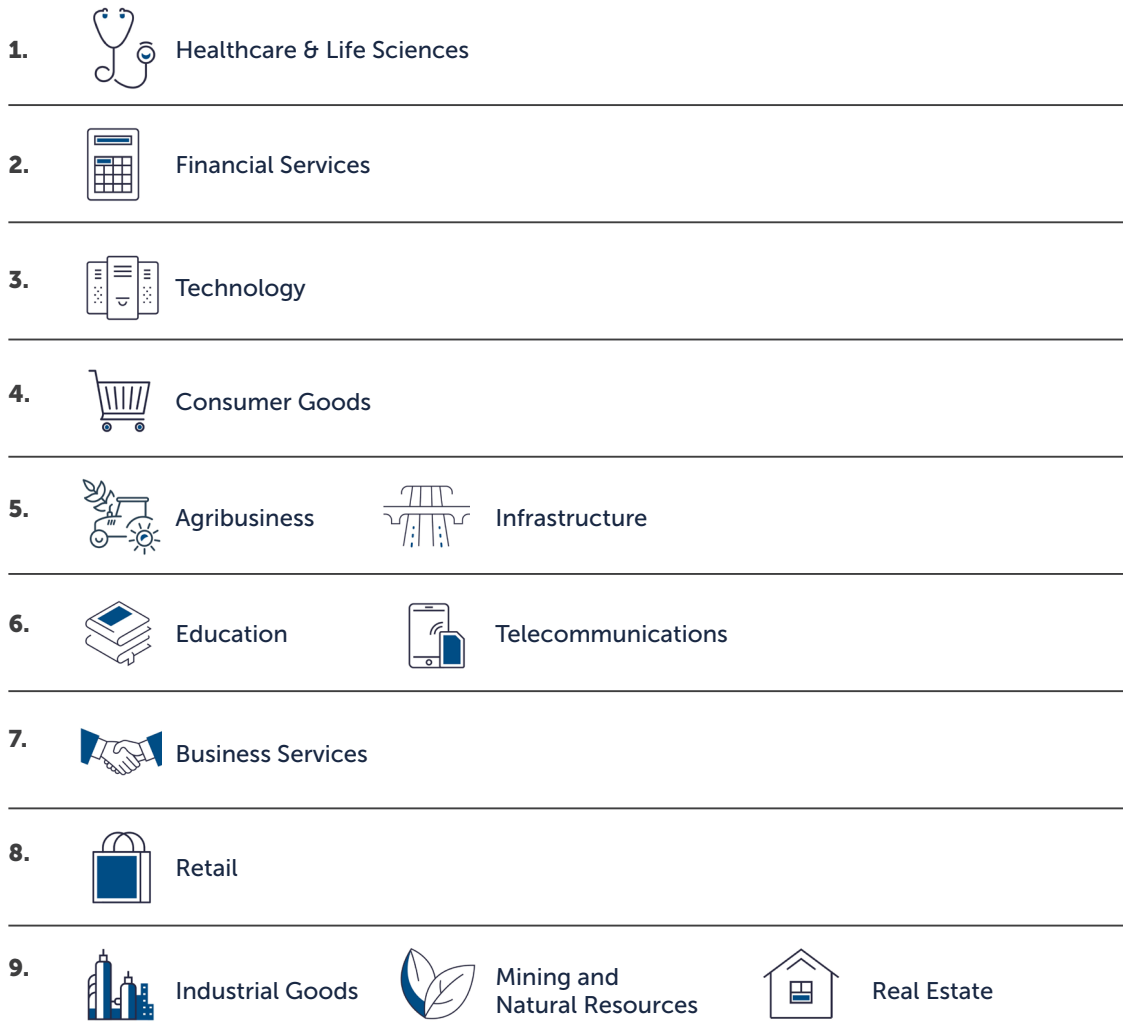 1. Healthcare & Life Sciences
2. Financial Services
3. Technology
4. Consumer Goods
5. Agribusiness Infrastructure
6. Education Telecommunications
7. Business Services
8. Retail
9. Industrial Goods Mining and
Natural Resources Real Estate